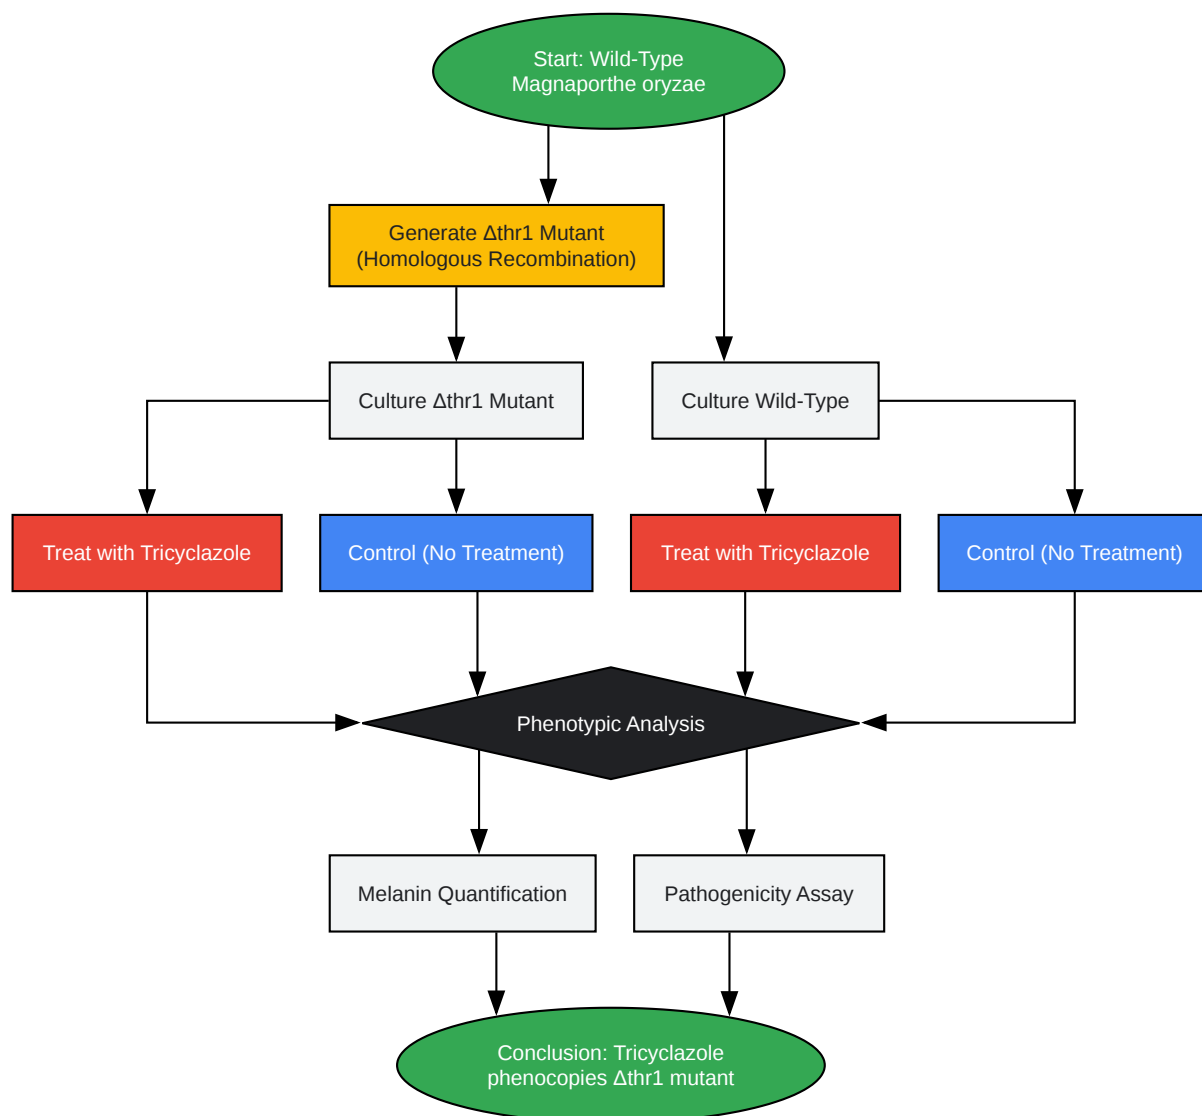 Start: Wild-Type
Magnaporthe oryzae
Generate Δthr1 Mutant
(Homologous Recombination)
Culture Δthr1 Mutant
Culture Wild-Type
Treat with Tricyclazole
Control (No Treatment)
Treat with Tricyclazole
Control (No Treatment)
Phenotypic Analysis
Melanin Quantification
Pathogenicity Assay
Conclusion: Tricyclazole
phenocopies Δthr1 mutant